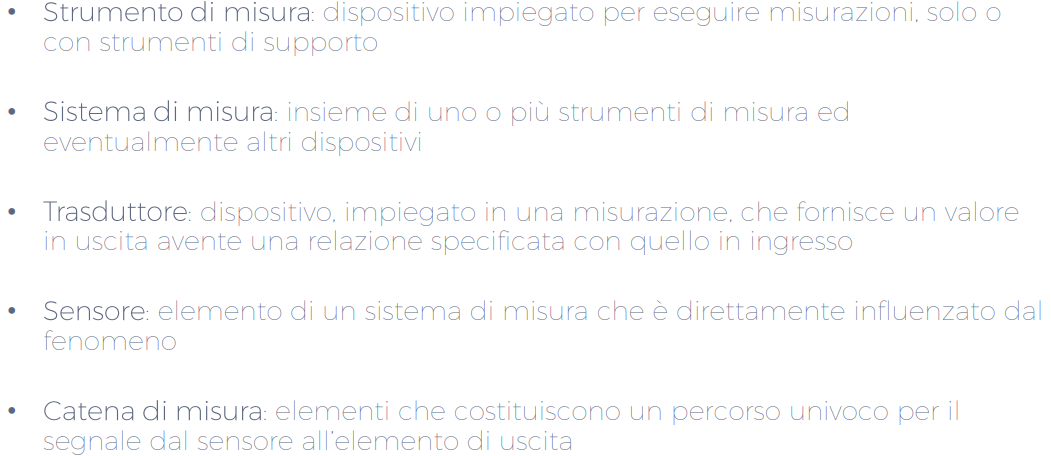 • Strumento di misura: dispositivo impiegato per eseguire misurazioni, solo o
con strumenti di supporto
• Sistema di misura: insieme di uno o più strumenti di misura ed
eventualmente altri dispositivi
• Trasduttore: dispositivo, impiegato in una misurazione, che fornisce un valore
in uscita avente una relazione specificata con quello in ingresso
• Sensore: elemento di un sistema di misura che è direttamente influenzato dal
fenomeno
• Catena di misura: elementi che costituiscono un percorso univoco per il
segnale dal sensore all'elemento di uscita